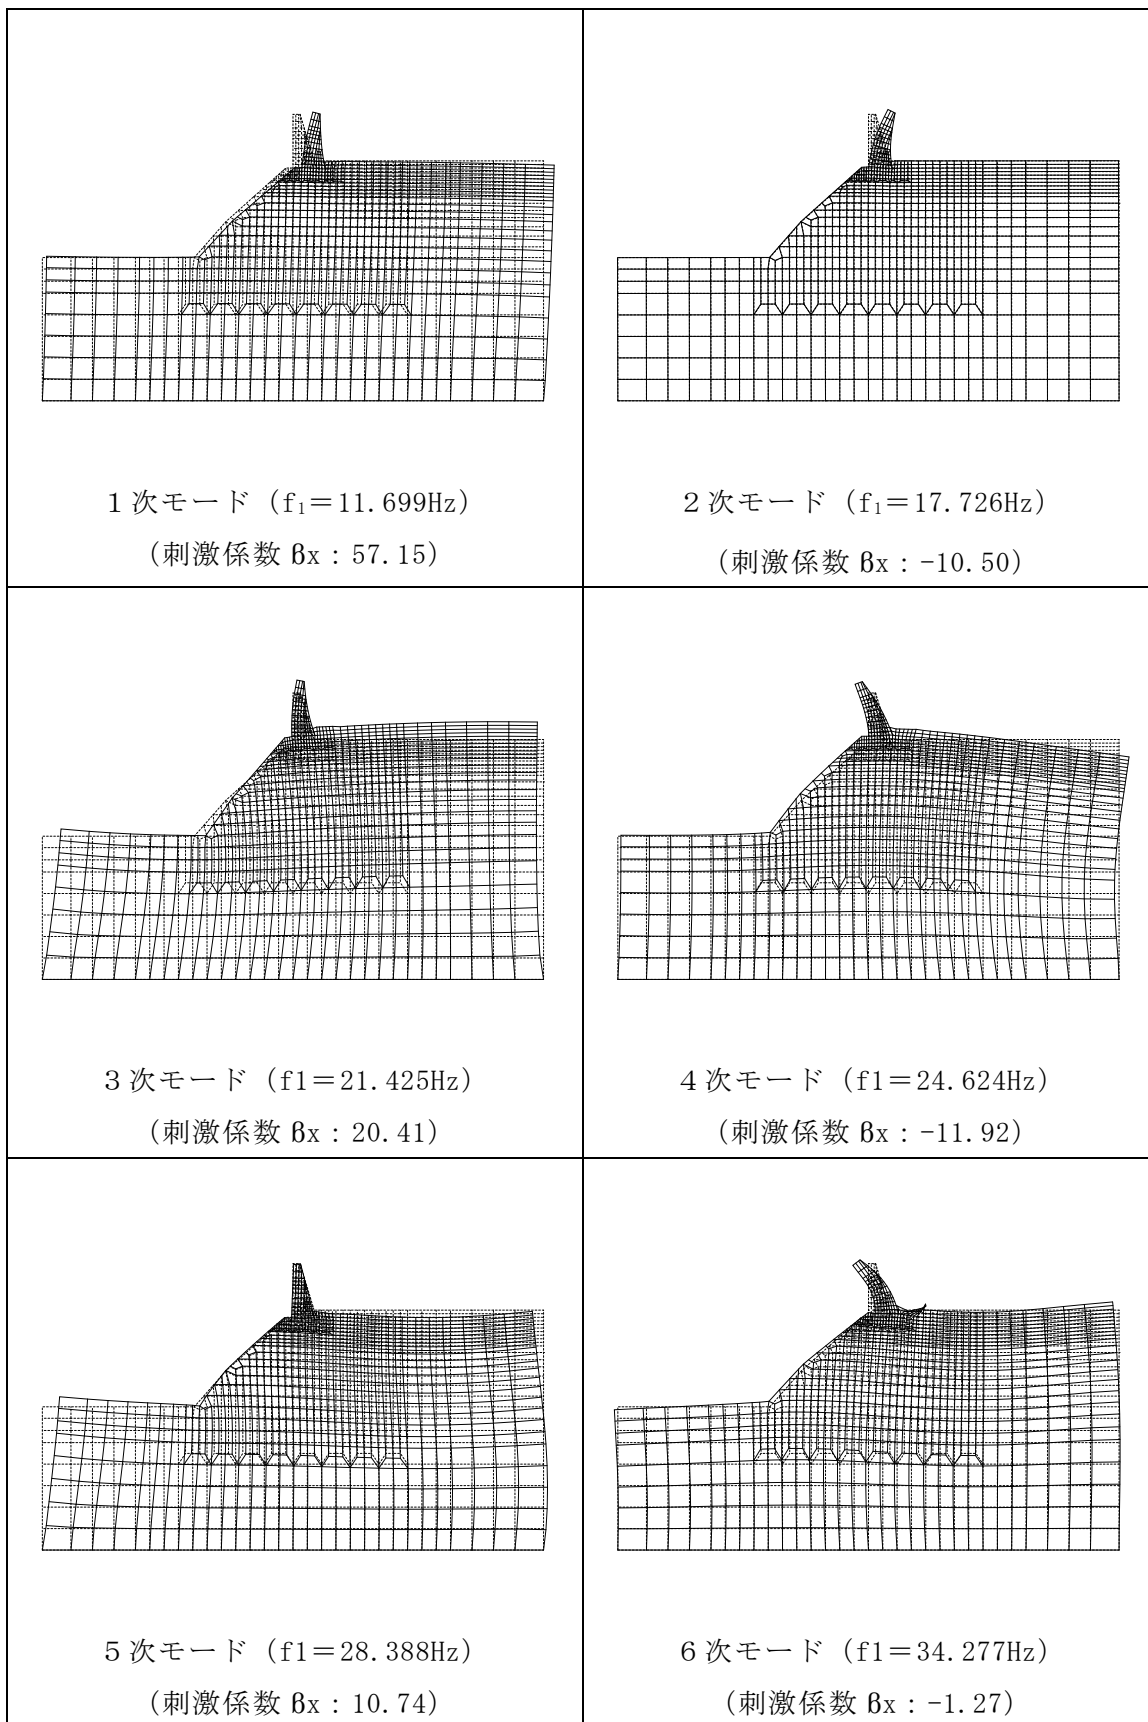 １次モード（f₁＝11.699Hz）
（刺激係数 βx：57.15）
２次モード（f₁＝17.726Hz）
（刺激係数 βx：-10.50）
３次モード（f1＝21.425Hz）
（刺激係数 βx：20.41）
４次モード（f1＝24.624Hz）
（刺激係数 βx：-11.92）
５次モード（f1＝28.388Hz）
（刺激係数 βx：10.74）
６次モード（f1＝34.277Hz）
（刺激係数 βx：-1.27）